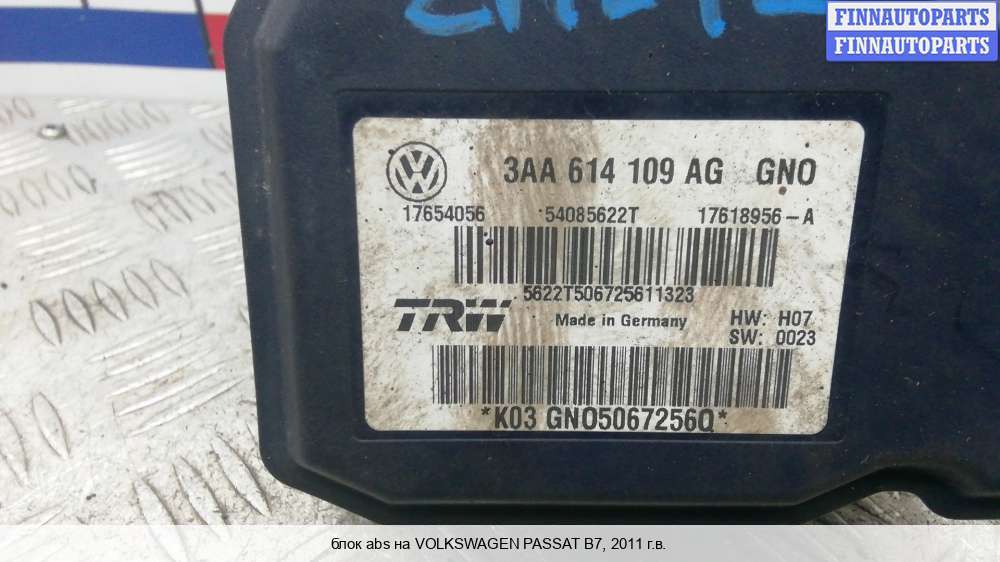 FINNAUTOPARTS
FINNAUTOPARTS
3AA 614 109 AG GNO
17654056 54085622T 17618956-A
5622T506725611323
TRW Made in Germany HW: H07
SW: 0023
*K03 GNO5067256Q*
блок abs на VOLKSWAGEN PASSAT B7, 2011 г.в.